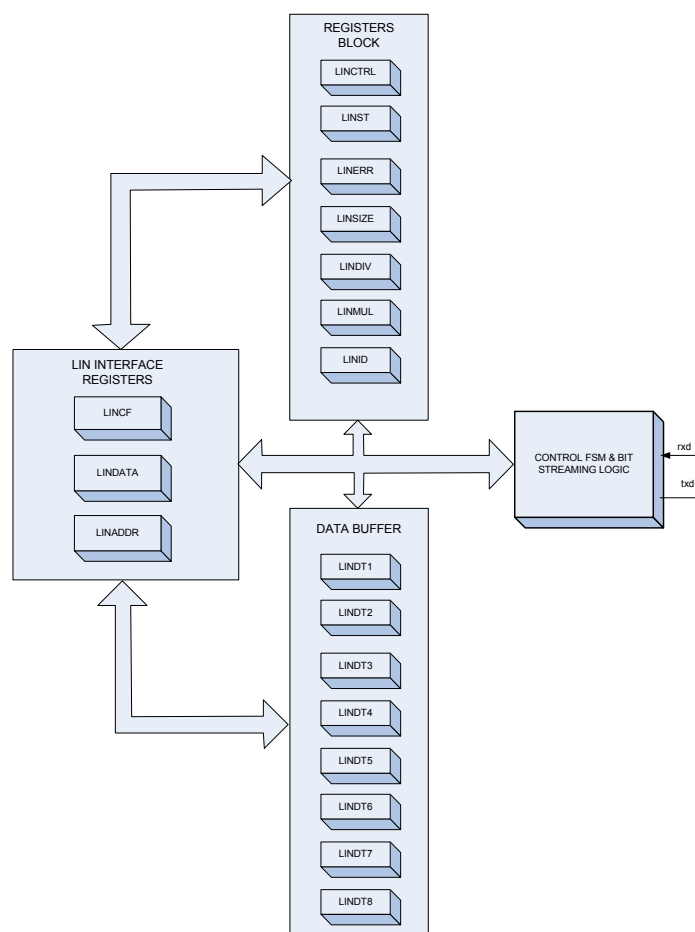 REGISTERS
BLOCK
LINCTRL
LINST
LINERR
LINSIZE
LINDIV
LINMUL
LINID
LIN INTERFACE
REGISTERS
LINCF
LINDATA
LINADDR
CONTROL FSM & BIT
STREAMING LOGIC
rxd
txd
DATA BUFFER
LINDT1
LINDT2
LINDT3
LINDT4
LINDT5
LINDT6
LINDT7
LINDT8